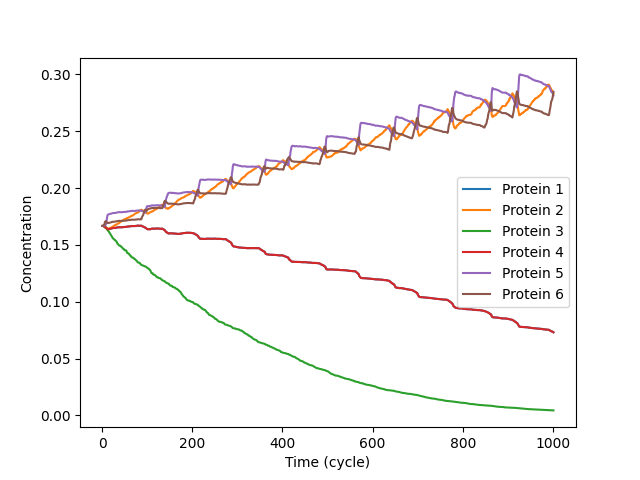 0.30
0.25
0.20
0.15
0.10
0.05
0.00
Concentration
Protein 1
Protein 2
Protein 3
Protein 4
Protein 5
Protein 6
0
200
400
600
800
1000
Time (cycle)